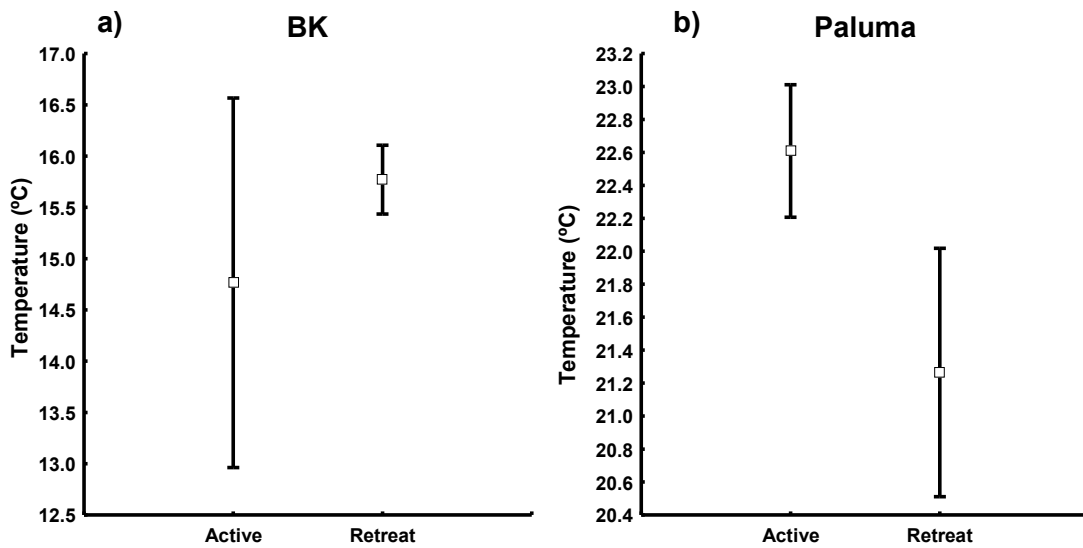 a)
BK
Temperature (ºC)
17.0
16.5
16.0
15.5
15.0
14.5
14.0
13.5
13.0
12.5
Active
Retreat
b)
Paluma
Temperature (ºC)
23.2
23.0
22.8
22.6
22.4
22.2
22.0
21.8
21.6
21.4
21.2
21.0
20.8
20.6
20.4
Active
Retreat